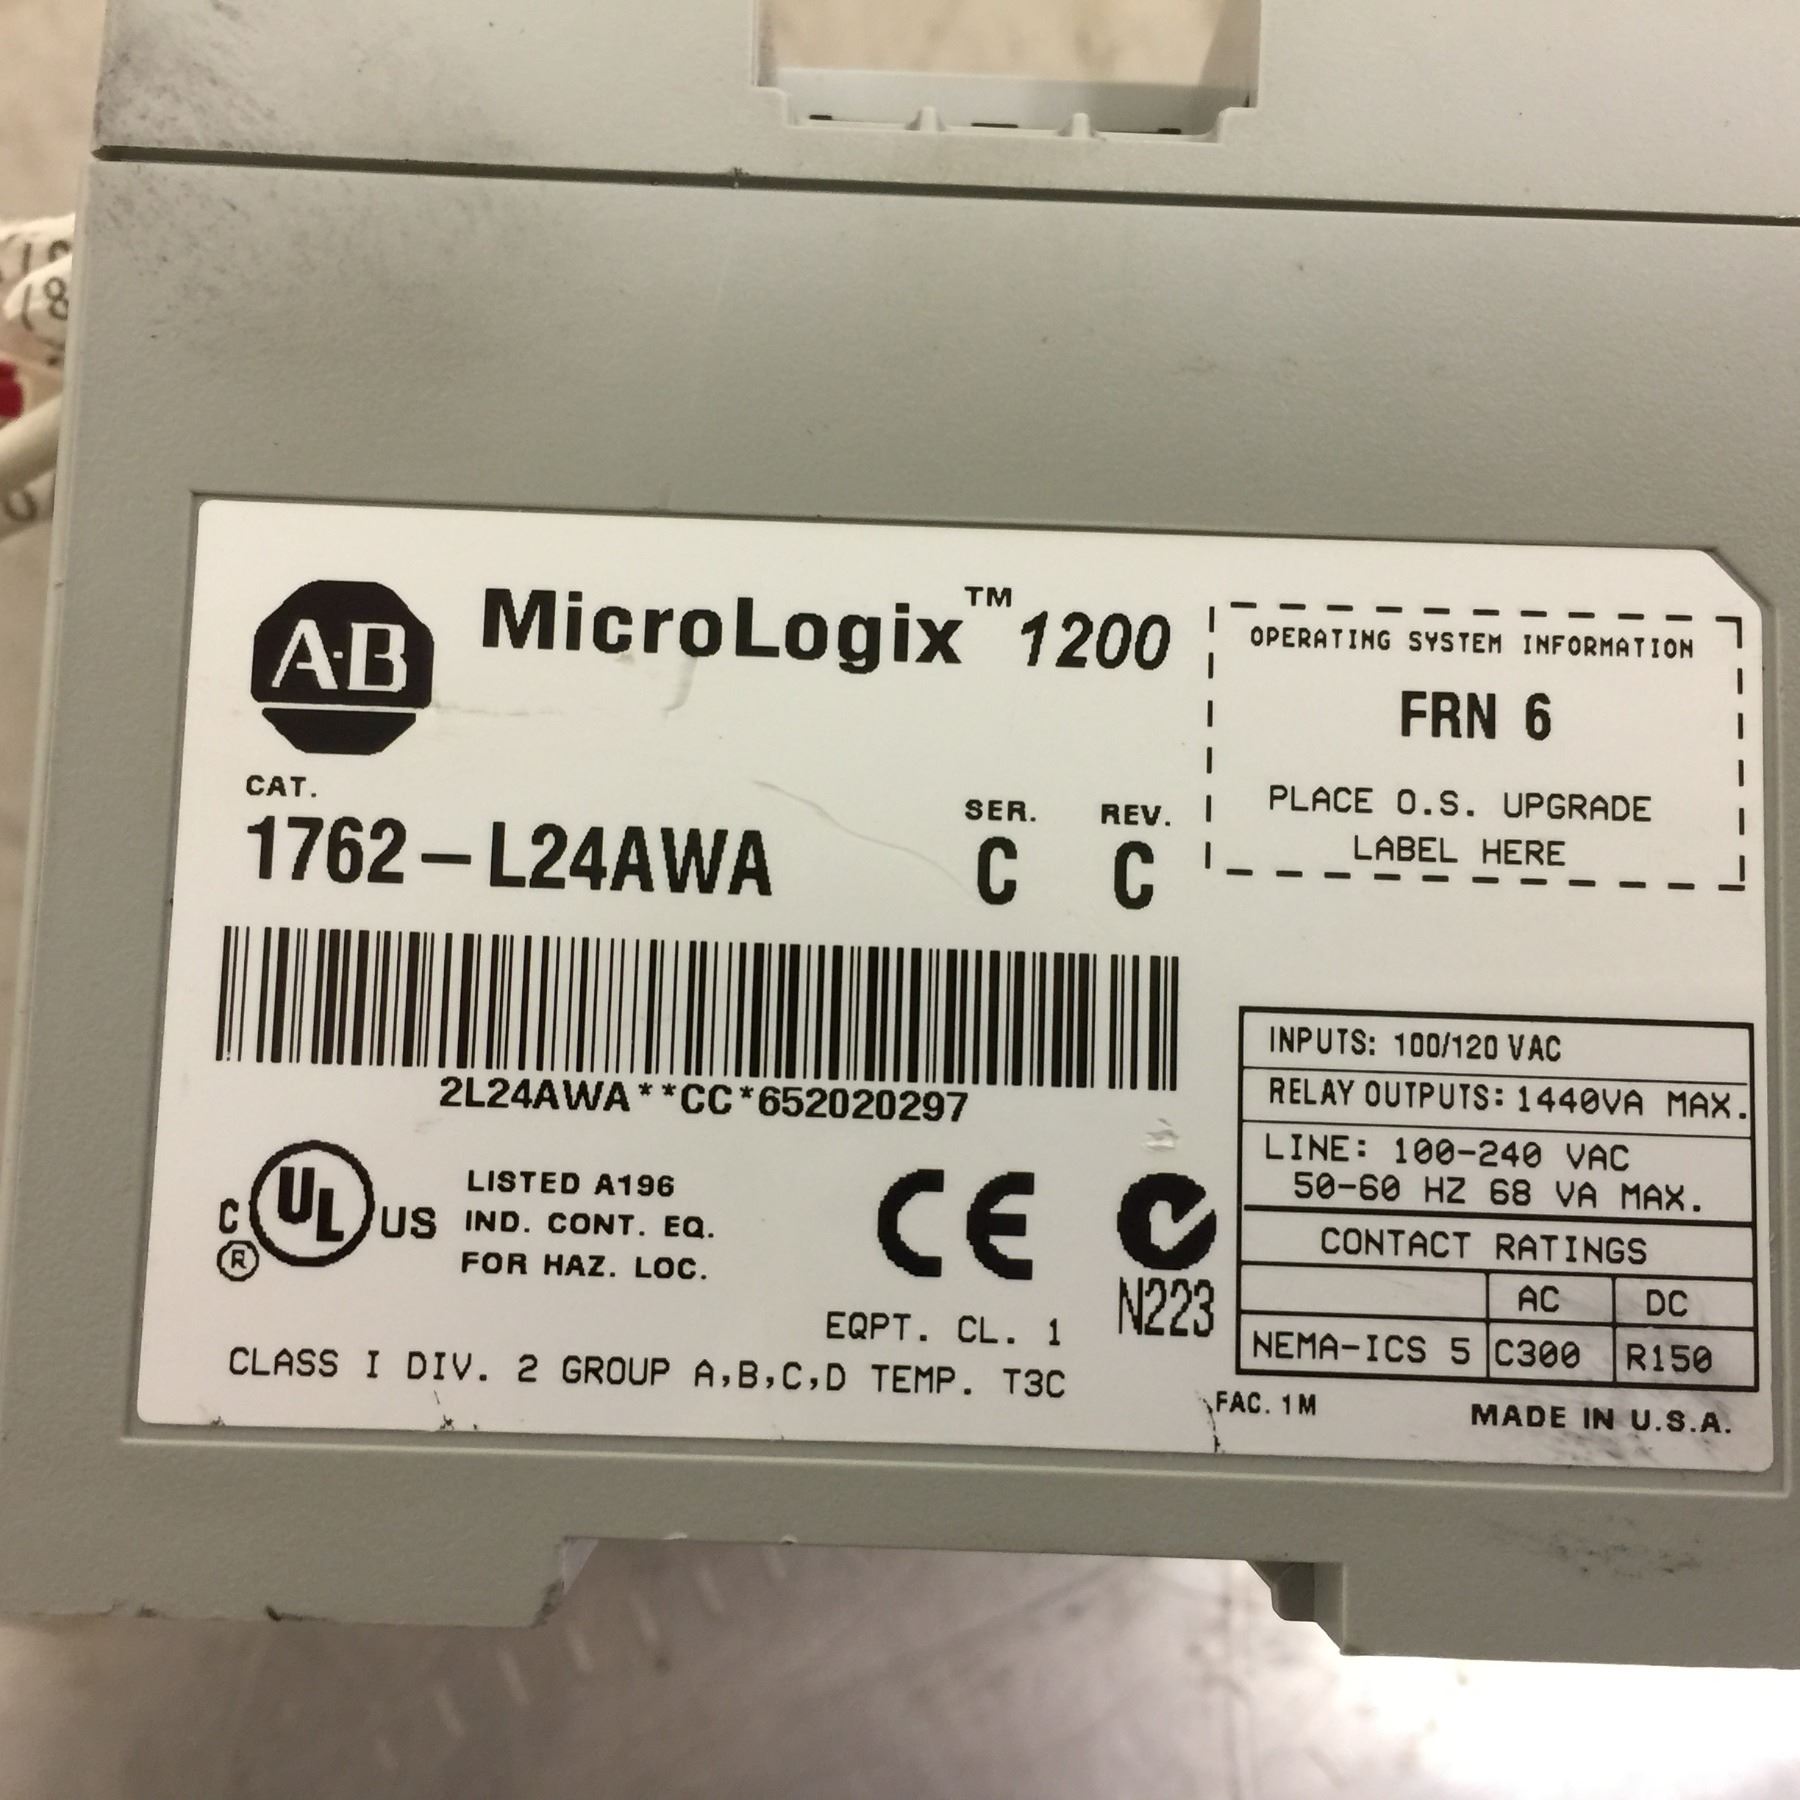 A-B
MicroLogix™ 1200
OPERATING SYSTEM INFORMATION
FRN 6
PLACE O.S. UPGRADE
LABEL HERE
CAT.
1762-L24AWA
SER.
C
REV.
C
2L24AWA**CC*652020297
INPUTS: 100/120 VAC
RELAY OUTPUTS: 1440VA MAX.
LINE: 100-240 VAC
50-60 HZ 68 VA MAX.
CONTACT RATINGS
AC DC
NEMA-ICS 5 C300 R150
C UL US
®
LISTED A196
IND. CONT. EQ.
FOR HAZ. LOC.
CE
N223
EQPT. CL. 1
CLASS I DIV. 2 GROUP A,B,C,D TEMP. T3C
FAC. 1M
MADE IN U.S.A.